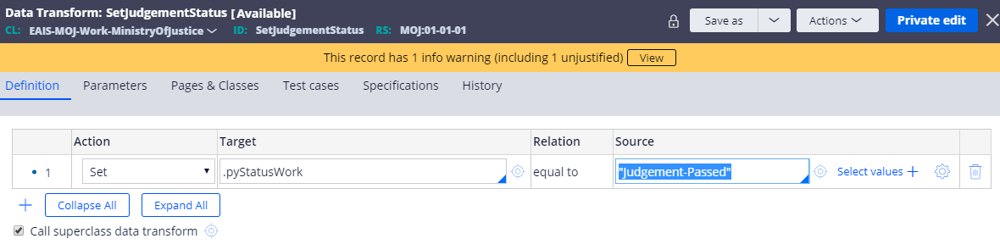 Data Transform: SetJudgementStatus [Available]
CL: EAIS-MOJ-Work-MinistryOfJustice ID: SetJudgementStatus RS: MOJ:01-01-01
Save as Actions Private edit
This record has 1 info warning (including 1 unjustified) View
Definition Parameters Pages & Classes Test cases Specifications History
Action Target Relation Source
1 Set .pyStatusWork equal to "Judgement-Passed" Select values
Collapse All Expand All
Call superclass data transform